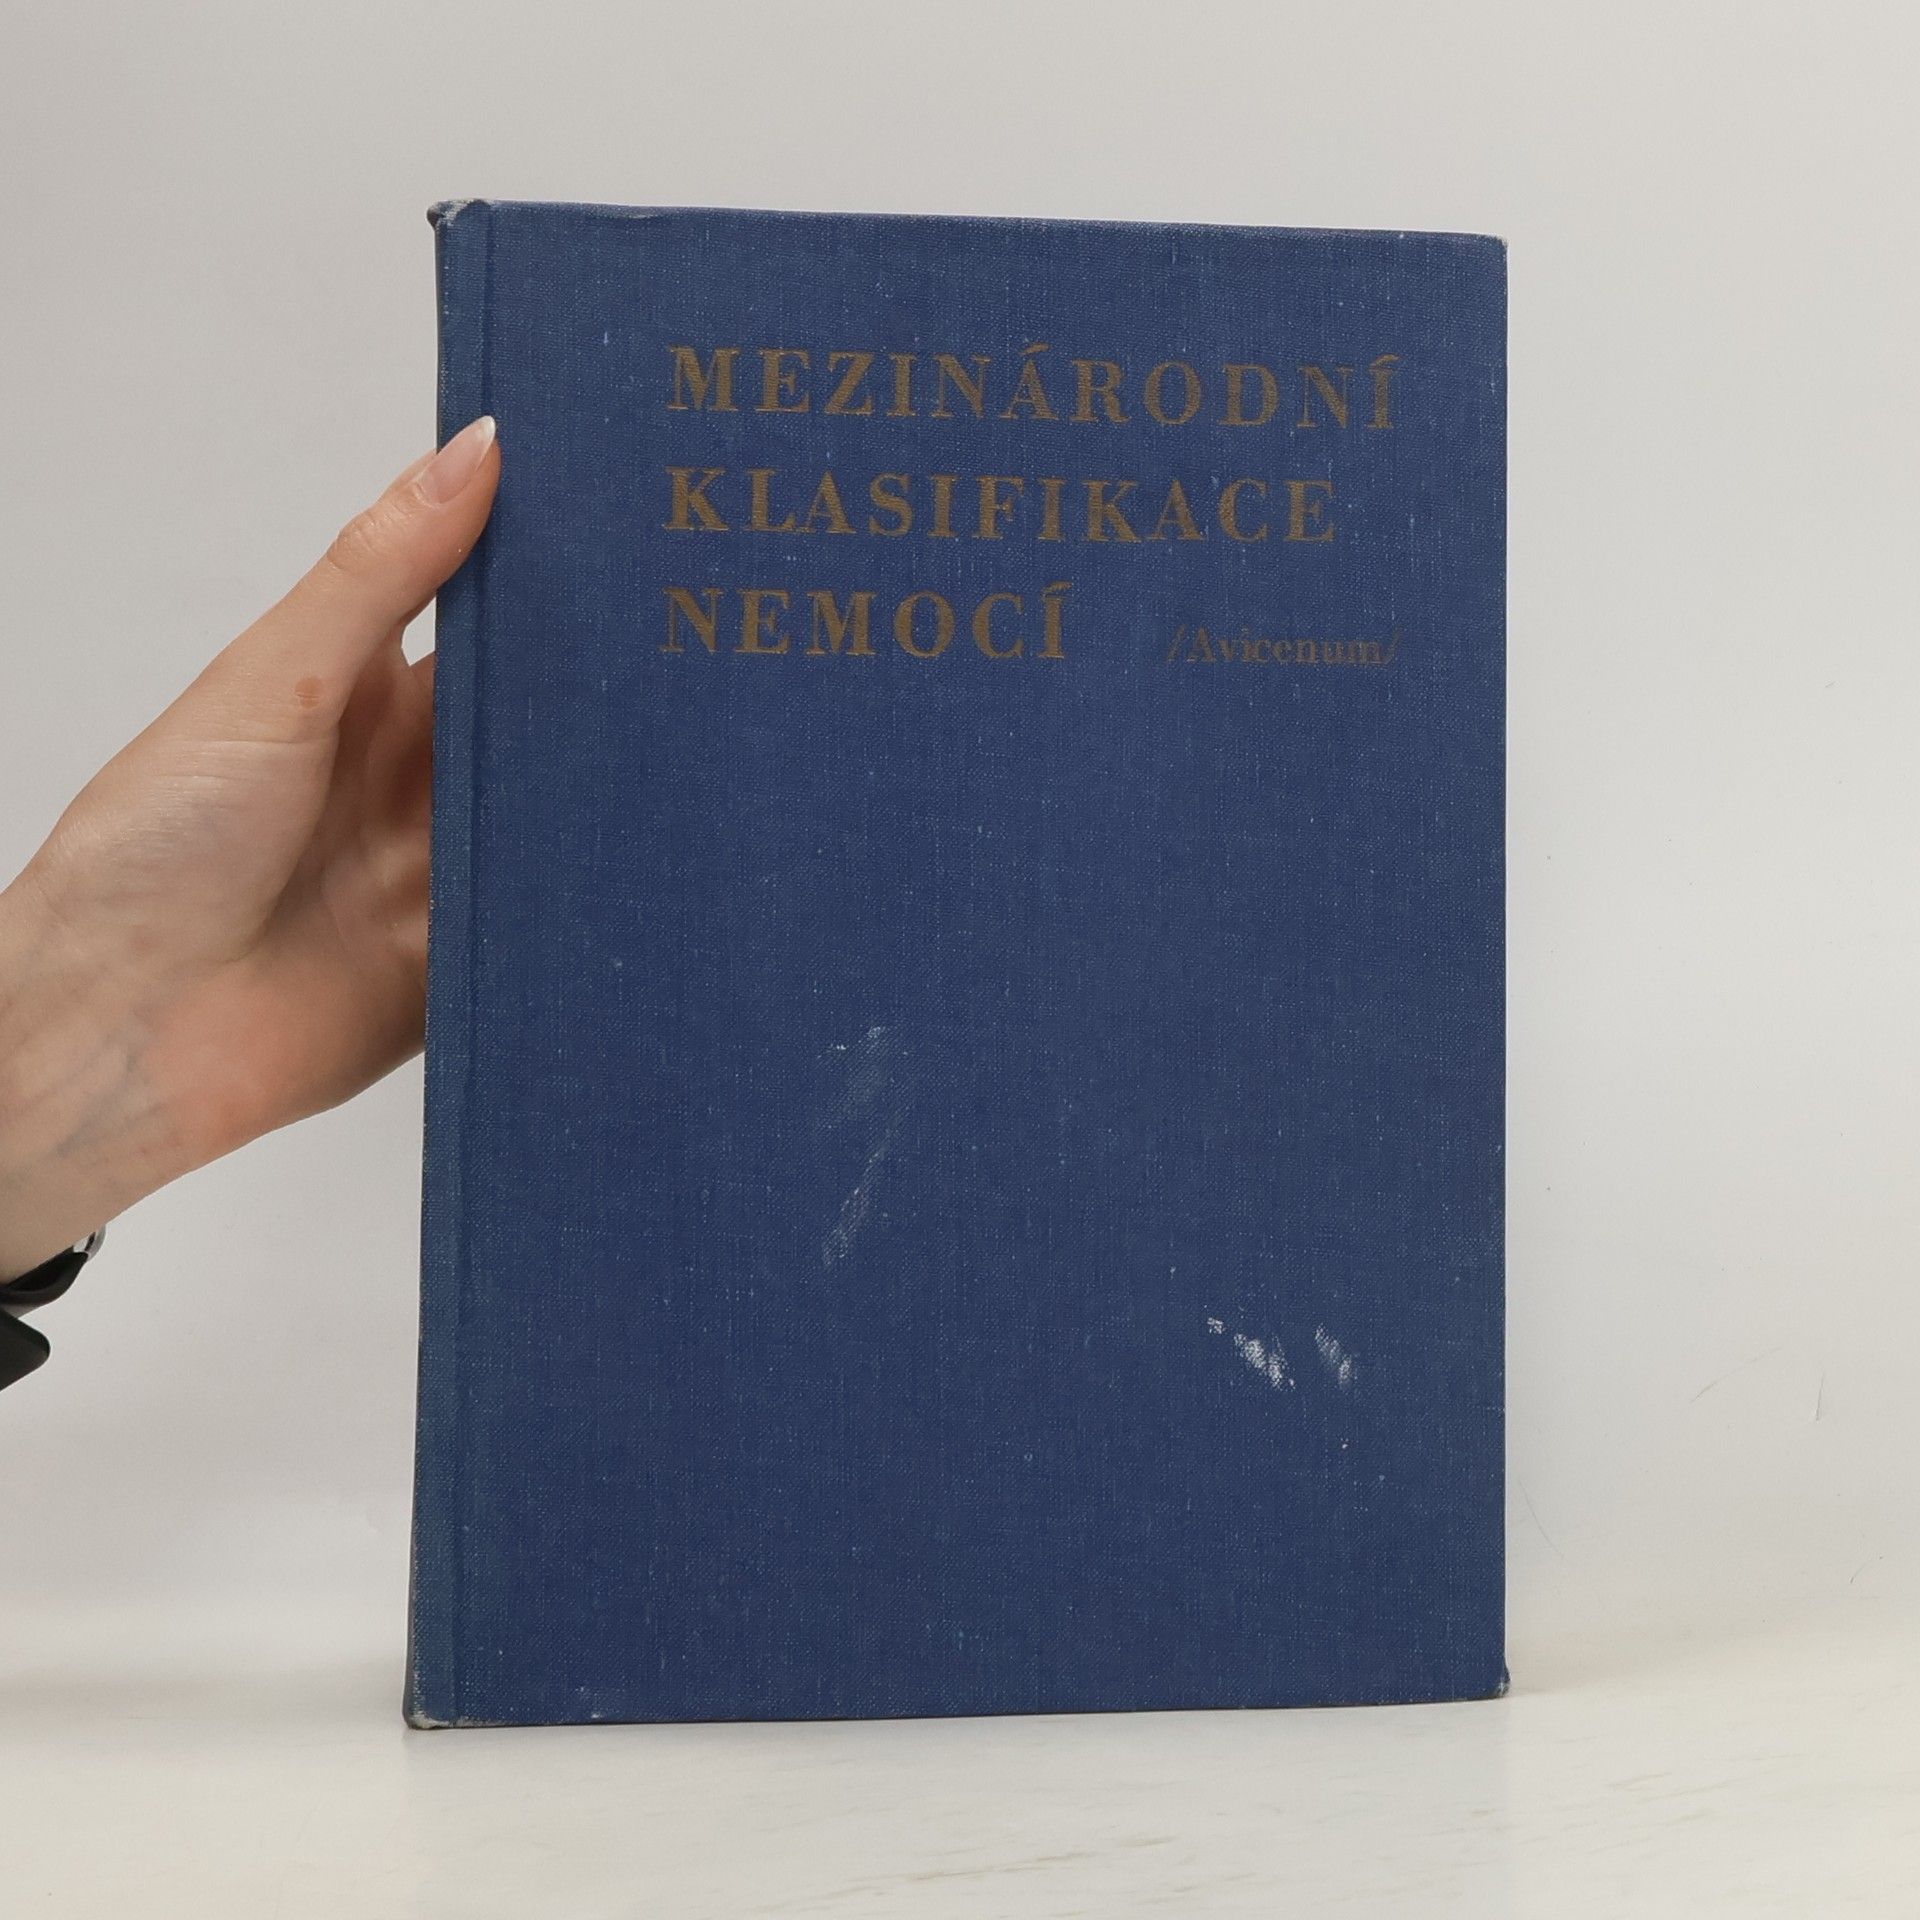 MEZINÁRODNÍ
KLASIFIKACE
NEMOCÍ /Avicenum/